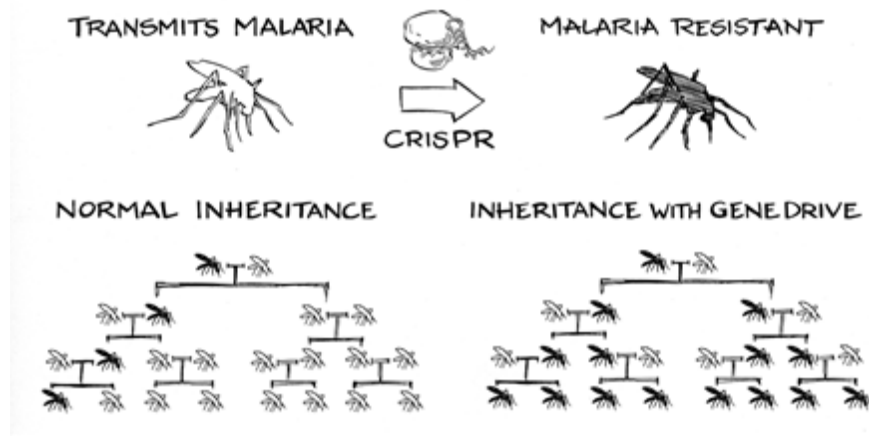 TRANSMITS MALARIA
MALARIA RESISTANT
CRISPR
NORMAL INHERITANCE
INHERITANCE WITH GENE DRIVE